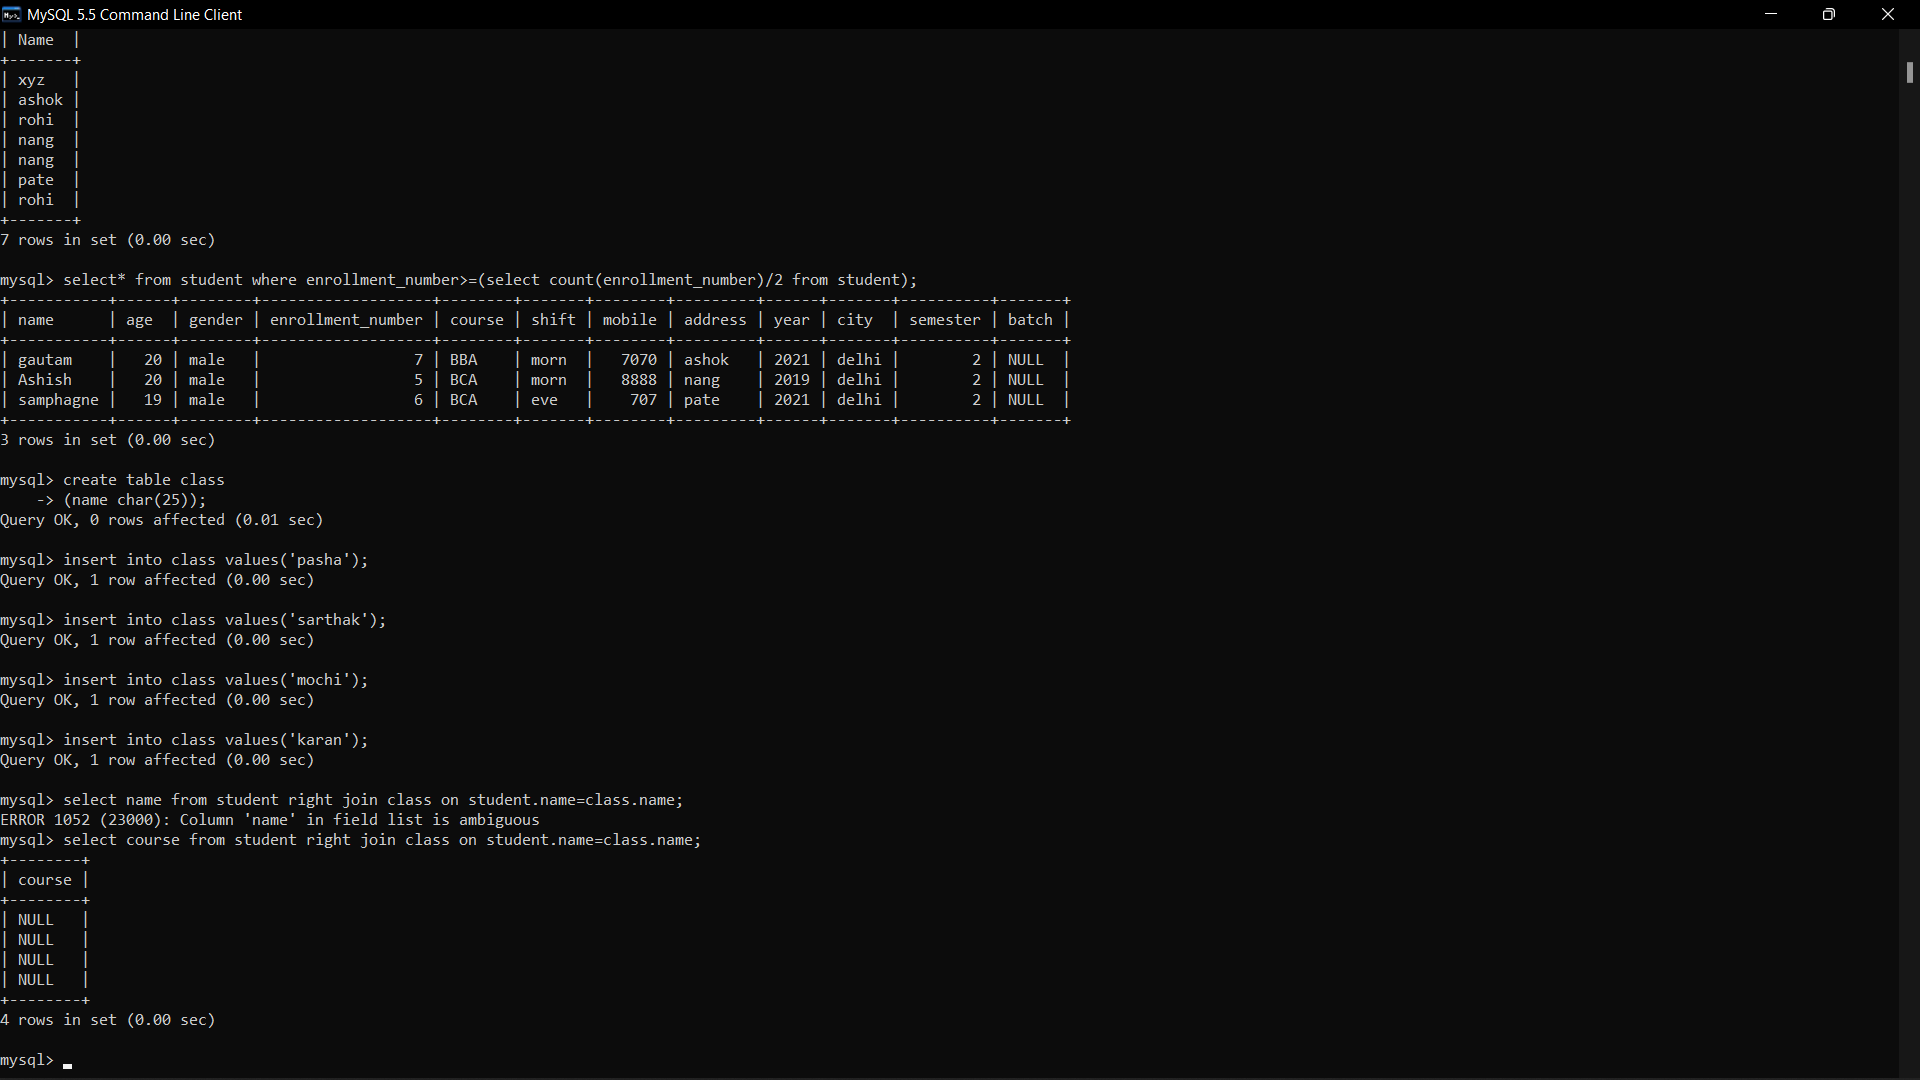 MySQL 5.5 Command Line Client
| Name  |
+-------+
| xyz   |
| ashok |
| rohi  |
| nang  |
| nang  |
| pate  |
| rohi  |
+-------+
7 rows in set (0.00 sec)
mysql> select* from student where enrollment_number>=(select count(enrollment_number)/2 from student);
+-----------+------+--------+-------------------+--------+-------+--------+---------+------+-------+----------+-------+
| name      | age  | gender | enrollment_number | course | shift | mobile | address | year | city  | semester | batch |
+-----------+------+--------+-------------------+--------+-------+--------+---------+------+-------+----------+-------+
| gautam    |   20 | male   |                 7 | BBA    | morn  |   7070 | ashok   | 2021 | delhi |        2 | NULL  |
| Ashish    |   20 | male   |                 5 | BCA    | morn  |   8888 | nang    | 2019 | delhi |        2 | NULL  |
| samphagne |   19 | male   |                 6 | BCA    | eve   |    707 | pate    | 2021 | delhi |        2 | NULL  |
+-----------+------+--------+-------------------+--------+-------+--------+---------+------+-------+----------+-------+
3 rows in set (0.00 sec)
mysql> create table class
    -> (name char(25));
Query OK, 0 rows affected (0.01 sec)
mysql> insert into class values('pasha');
Query OK, 1 row affected (0.00 sec)
mysql> insert into class values('sarthak');
Query OK, 1 row affected (0.00 sec)
mysql> insert into class values('mochi');
Query OK, 1 row affected (0.00 sec)
mysql> insert into class values('karan');
Query OK, 1 row affected (0.00 sec)
mysql> select name from student right join class on student.name=class.name;
ERROR 1052 (23000): Column 'name' in field list is ambiguous
mysql> select course from student right join class on student.name=class.name;
+--------+
| course |
+--------+
| NULL   |
| NULL   |
| NULL   |
| NULL   |
+--------+
4 rows in set (0.00 sec)
mysql>